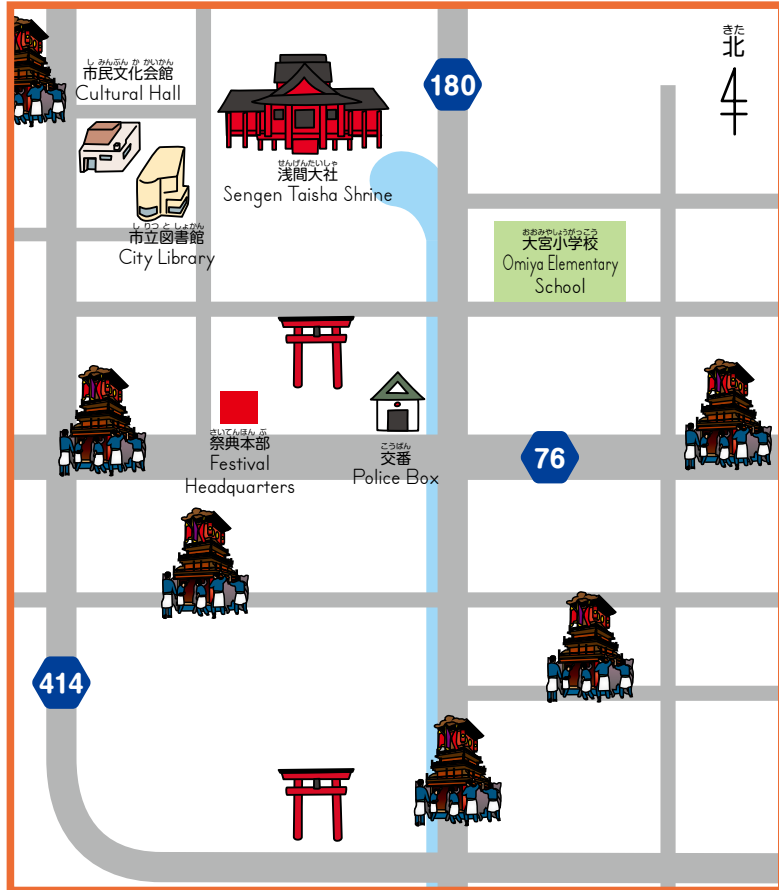 し みんぶん か かいかん
市民文化会館
Cultural Hall
きた
北
180
せんげんたいしゃ
浅間大社
Sengen Taisha Shrine
し りつ と しょかん
市立図書館
City Library
おおみやしょうがっこう
大宮小学校
Omiya Elementary
School
さいてんほん ぶ
祭典本部
Festival
Headquarters
こうばん
交番
Police Box
76
414